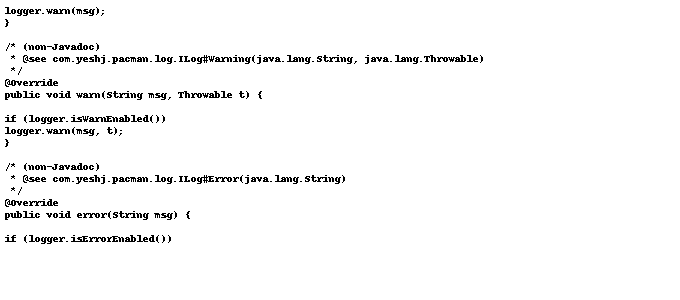 logger.warn(msg);
}
/* (non-Javadoc)
 * @see com.yeshj.pacman.log.ILog#Warning(java.lang.String, java.lang.Throwable)
 */
@Override
public void warn(String msg, Throwable t) {
if (logger.isWarnEnabled())
logger.warn(msg, t);
}
/* (non-Javadoc)
 * @see com.yeshj.pacman.log.ILog#Error(java.lang.String)
 */
@Override
public void error(String msg) {
if (logger.isErrorEnabled())